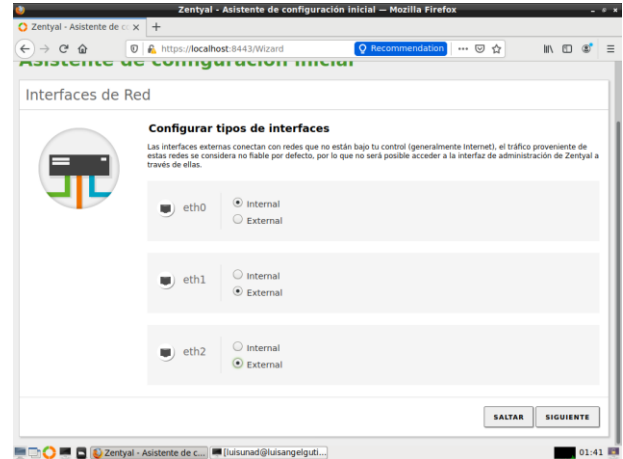 Zentyal - Asistente de configuración inicial — Mozilla Firefox
Zentyal - Asistente de c
https://localhost:8443/Wizard
Recommendation
Asistente de configuración inicial
Interfaces de Red
Configurar tipos de interfaces
Las interfaces externas conectan con redes que no están bajo tu control (generalmente Internet), el tráfico proveniente de
estas redes se considera no fiable por defecto, por lo que no será posible acceder a la interfaz de administración de Zentyal a
través de ellas.
eth0
Internal
External
eth1
Internal
External
eth2
Internal
External
SALTAR
SIGUIENTE
Zentyal - Asistente de c...
[luisunad@luisangelguti...
01:41